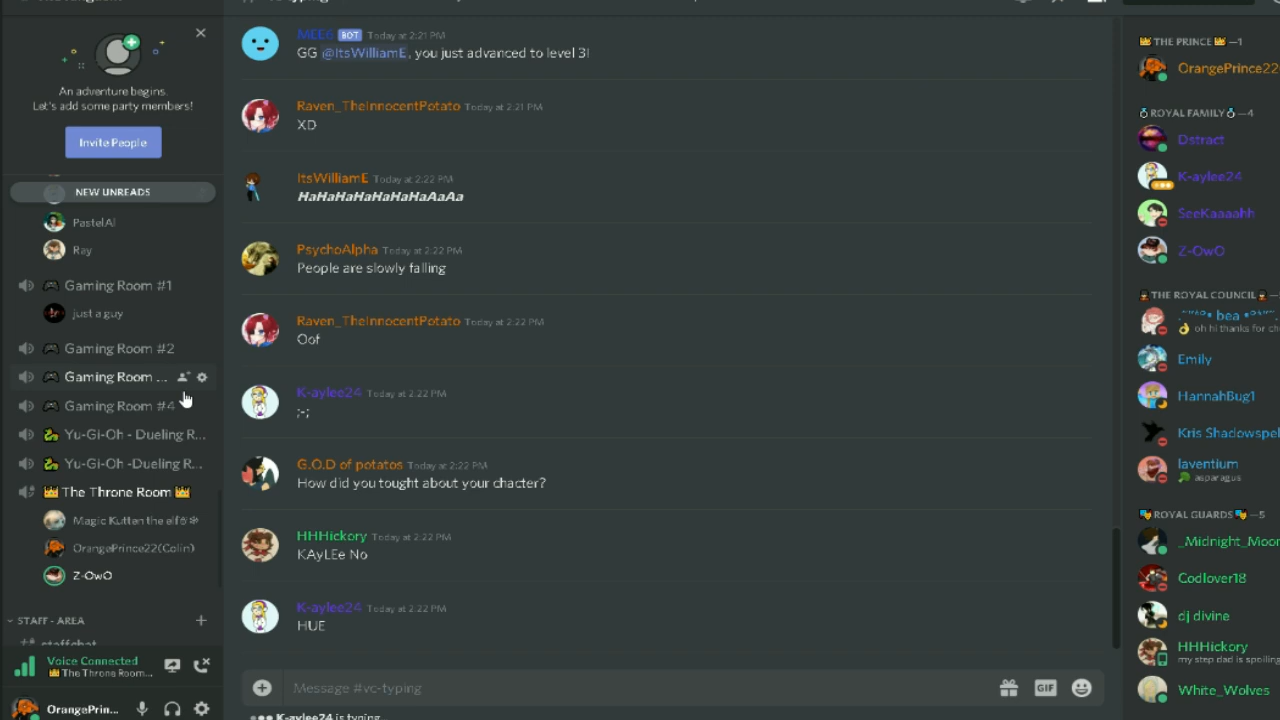 An adventure begins.
Let's add some party members!
Invite People
NEW UNREADS
PastelAl
Ray
Gaming Room #1
just a guy
Gaming Room #2
Gaming Room ...
Gaming Room #4
Yu-Gi-Oh - Dueling R...
Yu-Gi-Oh -Dueling R...
The Throne Room
Magic Kutten the elf
OrangePrince22(Colin)
Z-OwO
STAFF - AREA
staffchat
Voice Connected
The Throne Room...
OrangePrin...
MEE6 BOT Today at 2:21 PM
GG @ItsWilliamE, you just advanced to level 3!
Raven_TheInnocentPotato Today at 2:21 PM
XD
ItsWilliamE Today at 2:22 PM
HaHaHaHaHaHaHaAaAa
PsychoAlpha Today at 2:22 PM
People are slowly falling
Raven_TheInnocentPotato Today at 2:22 PM
Oof
K-aylee24 Today at 2:22 PM
;-;
G.O.D of potatos Today at 2:22 PM
How did you tought about your chacter?
HHHickory Today at 2:22 PM
KAyLEe No
K-aylee24 Today at 2:22 PM
HUE
Message #vc-typing
GIF
K-aylee24 is typing...
THE PRINCE —1
OrangePrince22
ROYAL FAMILY —4
Dstract
K-aylee24
SeeKaaaahh
Z-OwO
THE ROYAL COUNCIL —
bea
oh hi thanks for
Emily
HannahBug1
Kris Shadowspel
laventium
asparagus
ROYAL GUARDS —5
_Midnight_Moon
Codlover18
dj divine
HHHickory
my step dad is spoiling
White_Wolves